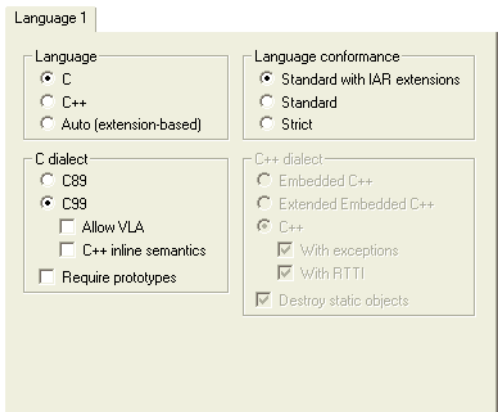 Language 1
Language
C
C++
Auto (extension-based)
Language conformance
Standard with IAR extensions
Standard
Strict
C dialect
C89
C99
Allow VLA
C++ inline semantics
Require prototypes
C++ dialect
Embedded C++
Extended Embedded C++
C++
With exceptions
With RTTI
Destroy static objects